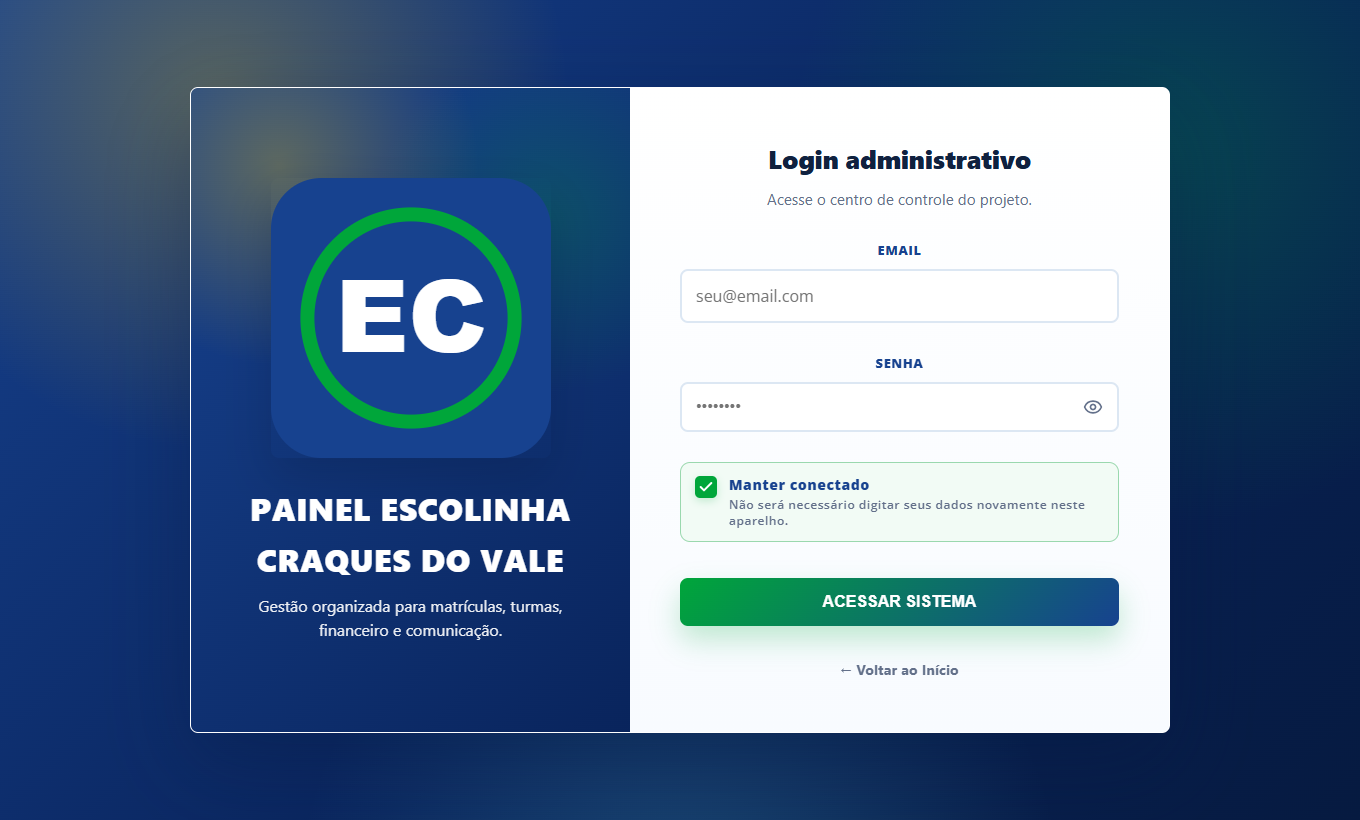 EC
PAINEL ESCOLINHA
CRAQUES DO VALE
Gestão organizada para matrículas, turmas,
financeiro e comunicação.
Login administrativo
Acesse o centro de controle do projeto.
EMAIL
seu@email.com
SENHA
••••••••
Manter conectado
Não será necessário digitar seus dados novamente neste
aparelho.
ACESSAR SISTEMA
← Voltar ao Início